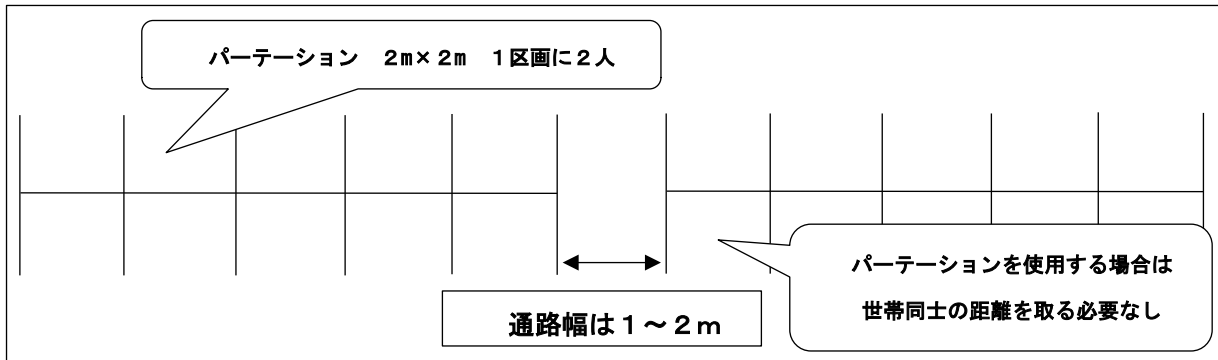 パーテーション　２ｍ×２ｍ　１区画に２人
パーテーションを使用する場合は
世帯同士の距離を取る必要なし
通路幅は１～２ｍ